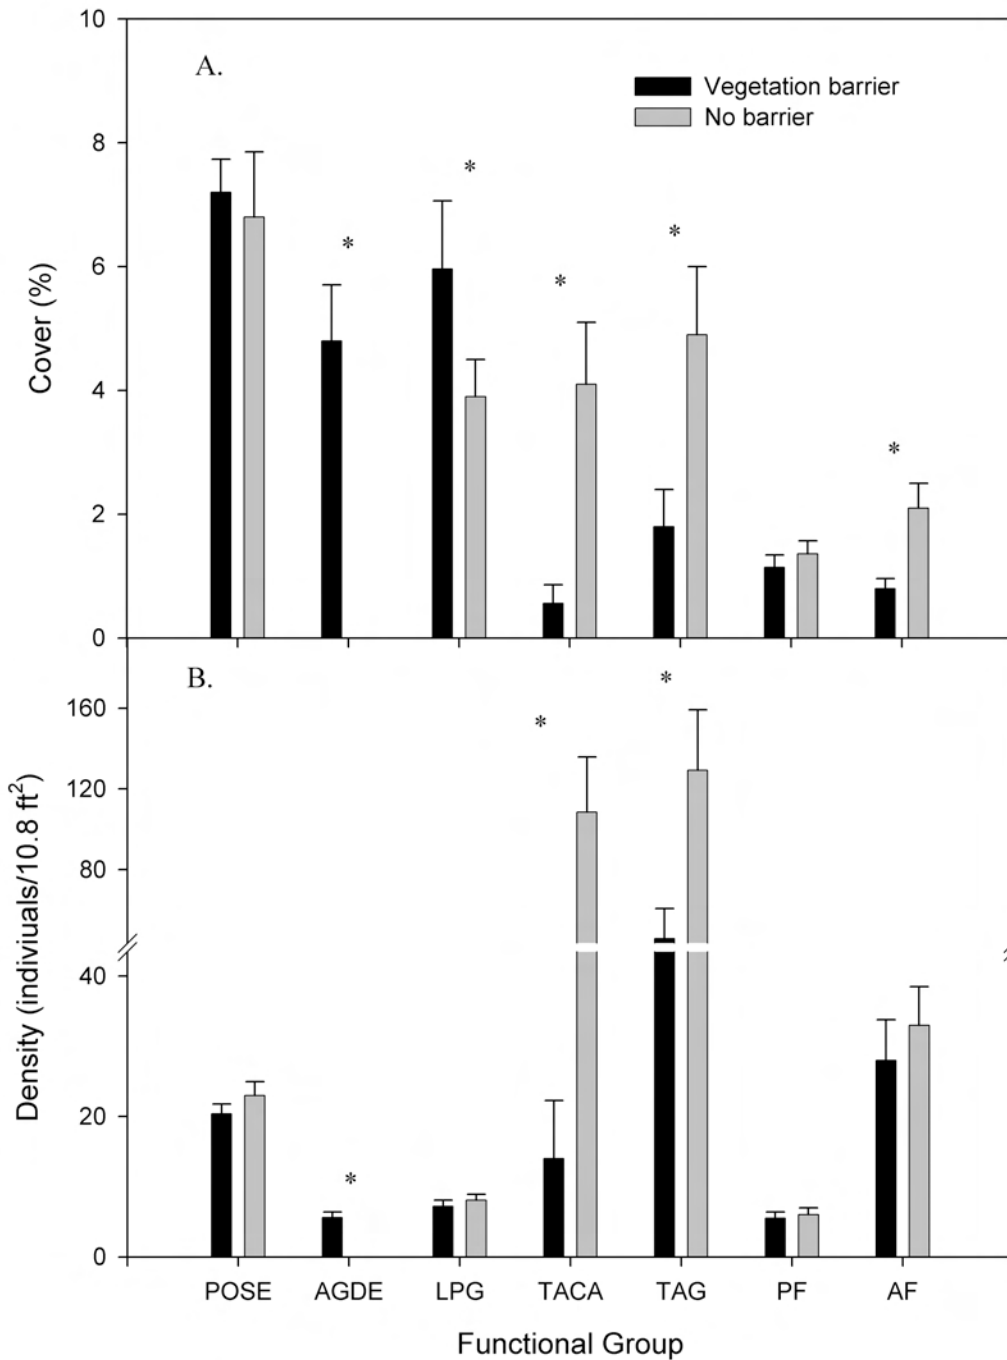 10
A.
Vegetation barrier
No barrier
8
*
*
*
*
6
Cover (%)
4
*
2
0
B.
*
160
*
120
Density (indiviuals/10.8 ft²)
80
40
20
*
0
POSE AGDE LPG TACA TAG PF AF
Functional Group